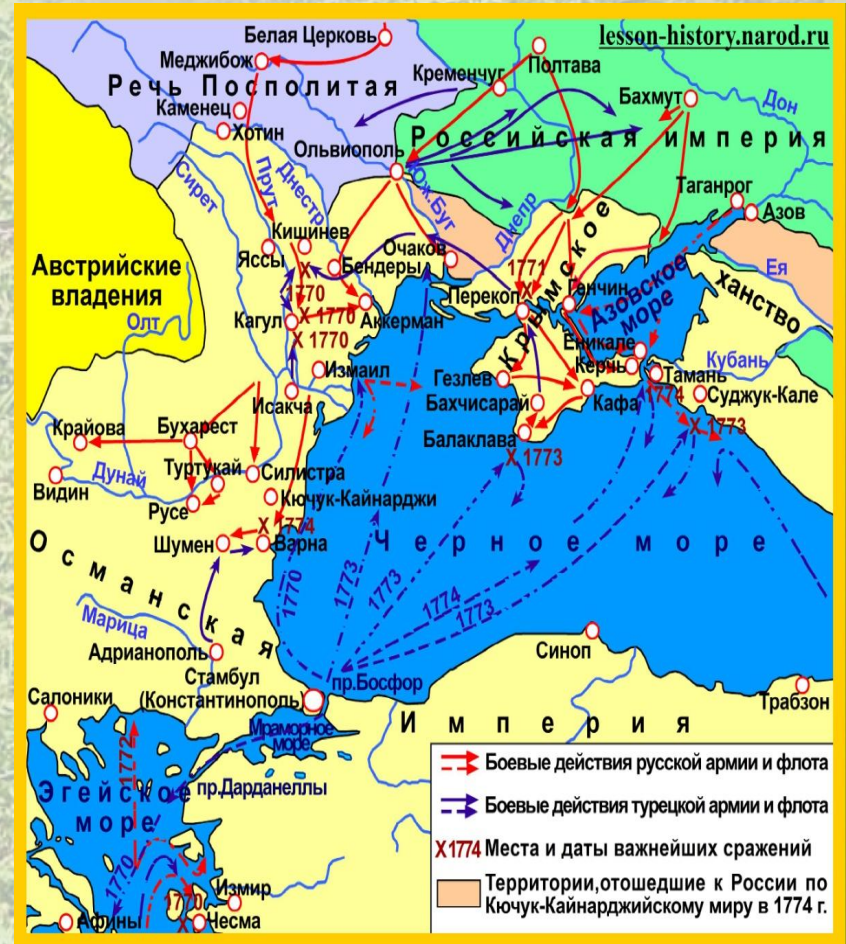 lesson-history.narod.ru
Белая Церковь
Меджибож
Речь Посполитая
Кременчуг
Полтава
Каменец
Хотин
Бахмут
Дон
Российская империя
Ольвиополь
Сирет
Прут
Днестр
Юж.Буг
Днепр
Таганрог
Азов
Кишинев
Яссы
Бендеры
Очаков
Австрийские
владения
1770
1771
Перекоп
Генчин
Крымское
ханство
Азовское
море
Ея
Олт
Кагул
X 1770
X 1770
Аккерман
Измаил
Еникале
Керчь
Кубань
Гезлев
Тамань
1774
Суджук-Кале
Исакча
Бахчисарай
Кафа
X 1773
Крайова
Бухарест
Балаклава
X 1773
Дунай
Туртукай
Силистра
Видин
Русе
Кючук-Кайнарджи
X 1774
Шумен
Варна
Черное море
Османская
Империя
1770
1773
1773
1774
1773
Марица
Адрианополь
Стамбул
(Константинополь)
пр.Босфор
Синоп
Трабзон
Салоники
Мраморное
море
1772
Эгейское
море
пр.Дарданеллы
1770
1770
Измир
Афины
X Чесма
Боевые действия русской армии и флота
Боевые действия турецкой армии и флота
X1774 Места и даты важнейших сражений
Территории,отошедшие к России по
Кючук-Кайнарджийскому миру в 1774 г.